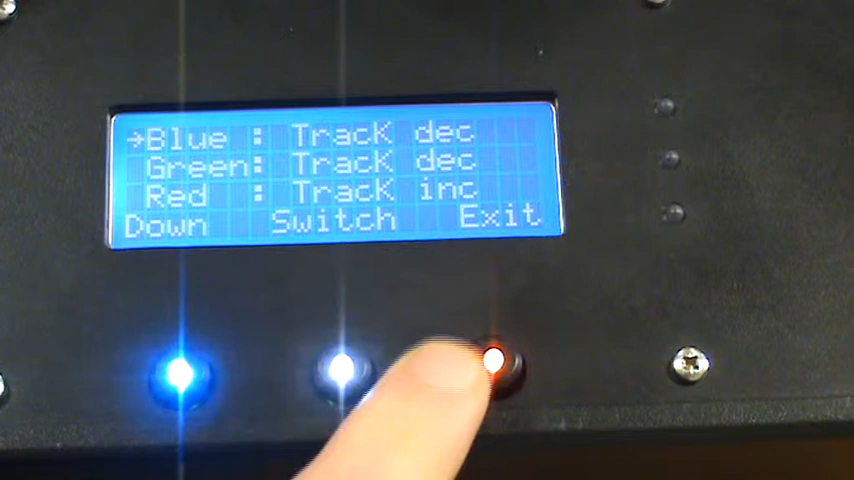 →Blue : Track dec
Green: Track dec
Red : Track inc
Down Switch Exit